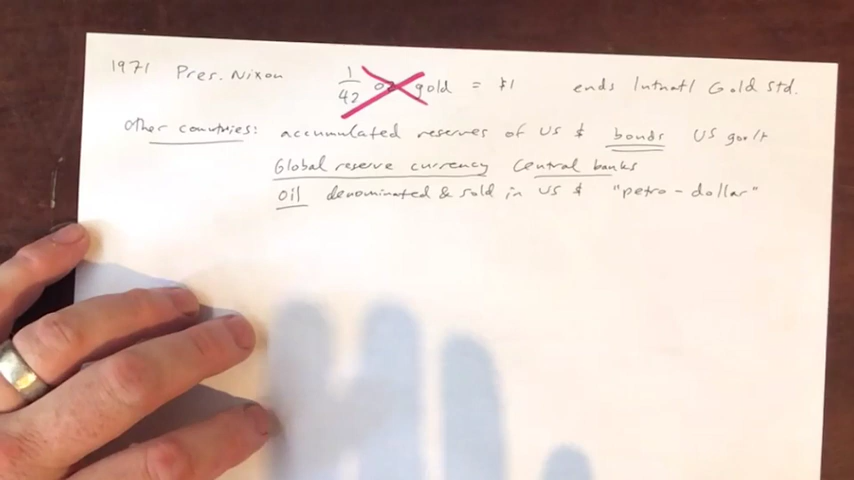 1971 Pres. Nixon 1/42 oz gold = $1 ends Intnat'l Gold Std.
Other countries: accumulated reserves of US $ bonds US gov't
Global reserve currency Central banks
Oil denominated & sold in US $ "petro-dollar"